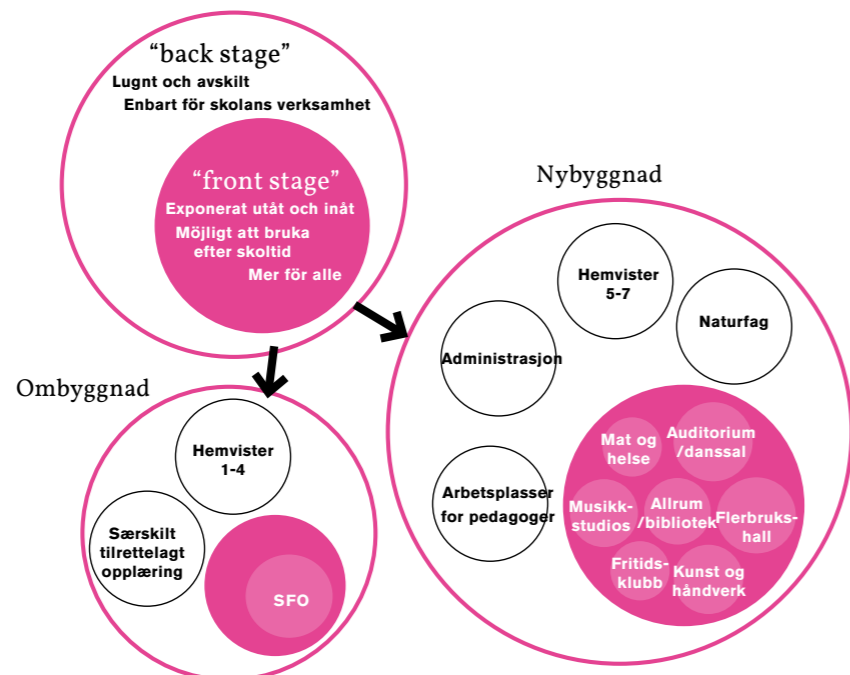 “back stage”
Lugnt och avskilt
Enbart för skolans verksamhet
“front stage”
Exponerat utåt och inåt
Möjligt att bruka
efter skoltid
Mer för alle
Nybyggnad
Hemvister
5-7
Naturfag
Administrasjon
Arbetsplasser
for pedagoger
Mat og
helse
Auditorium
/danssal
Musikk-
studios
Allrum
/bibliotek
Flerbruks-
hall
Fritids-
klubb
Kunst og
håndverk
Ombyggnad
Hemvister
1-4
Særskilt
tilrettelagt
opplæring
SFO